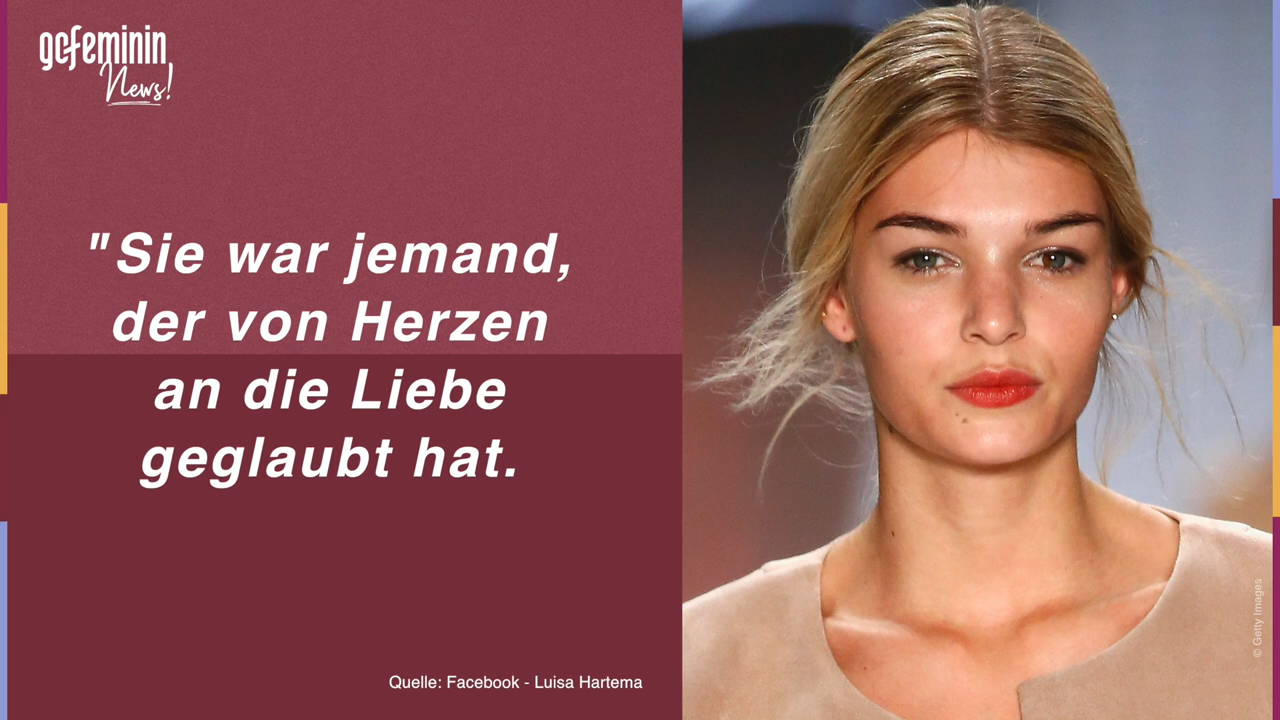 gofeminin
News!
"Sie war jemand,
der von Herzen
an die Liebe
geglaubt hat.
Quelle: Facebook - Luisa Hartema
© Getty Images